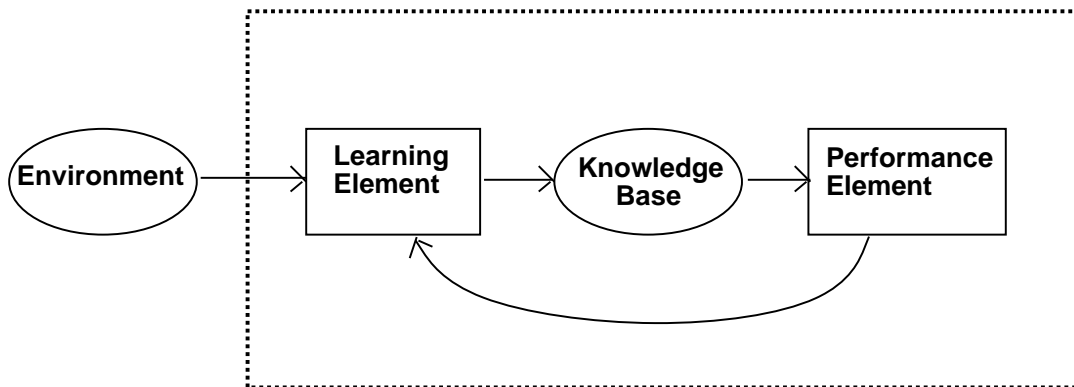 Environment
Learning
Element
Knowledge
Base
Performance
Element